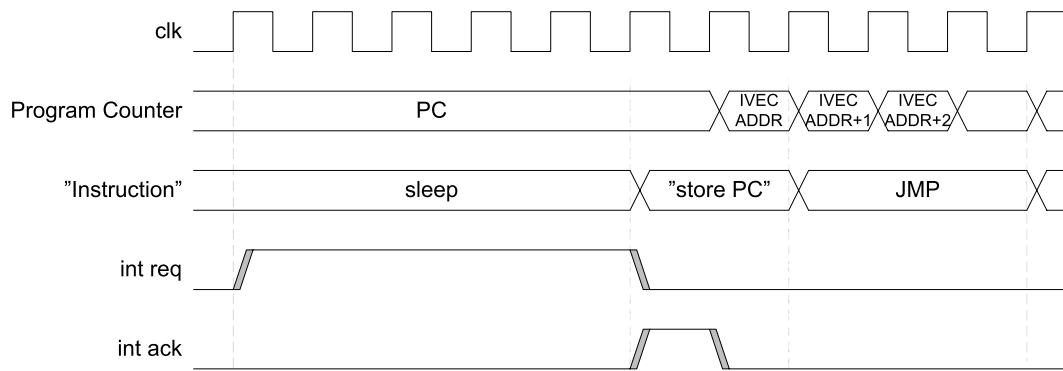 clk
Program Counter
PC
IVEC
ADDR
IVEC
ADDR+1
IVEC
ADDR+2
”Instruction”
sleep
”store PC”
JMP
int req
int ack